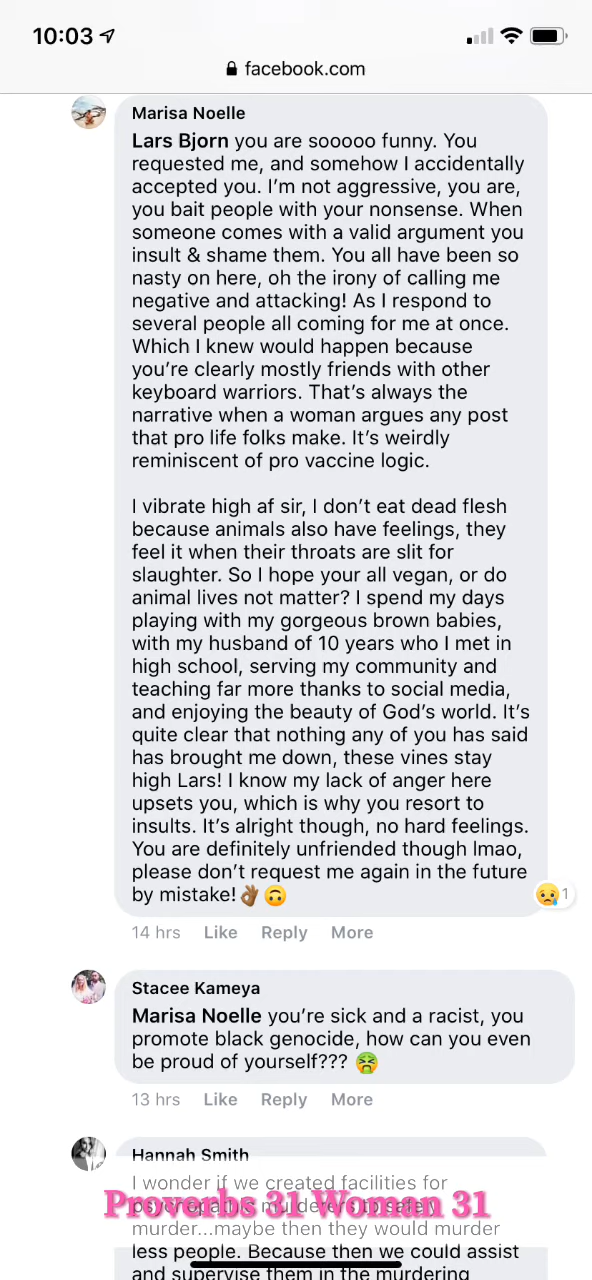 10:03
facebook.com
Marisa Noelle
Lars Bjorn you are sooooo funny. You
requested me, and somehow I accidentally
accepted you. I'm not aggressive, you are,
you bait people with your nonsense. When
someone comes with a valid argument you
insult & shame them. You all have been so
nasty on here, oh the irony of calling me
negative and attacking! As I respond to
several people all coming for me at once.
Which I knew would happen because
you're clearly mostly friends with other
keyboard warriors. That's always the
narrative when a woman argues any post
that pro life folks make. It's weirdly
reminiscent of pro vaccine logic.
I vibrate high af sir, I don't eat dead flesh
because animals also have feelings, they
feel it when their throats are slit for
slaughter. So I hope your all vegan, or do
animal lives not matter? I spend my days
playing with my gorgeous brown babies,
with my husband of 10 years who I met in
high school, serving my community and
teaching far more thanks to social media,
and enjoying the beauty of God's world. It's
quite clear that nothing any of you has said
has brought me down, these vines stay
high Lars! I know my lack of anger here
upsets you, which is why you resort to
insults. It's alright though, no hard feelings.
You are definitely unfriended though lmao,
please don't request me again in the future
by mistake!👌🏾🙃
😢 1
14 hrs Like Reply More
Stacee Kameya
Marisa Noelle you're sick and a racist, you
promote black genocide, how can you even
be proud of yourself??? 🤮
13 hrs Like Reply More
Hannah Smith
I wonder if we created facilities for
psychopathic murderers to safely
Proverbs 31 Woman 31
murder...maybe then they would murder
less people. Because then we could assist
and supervise them in the murdering